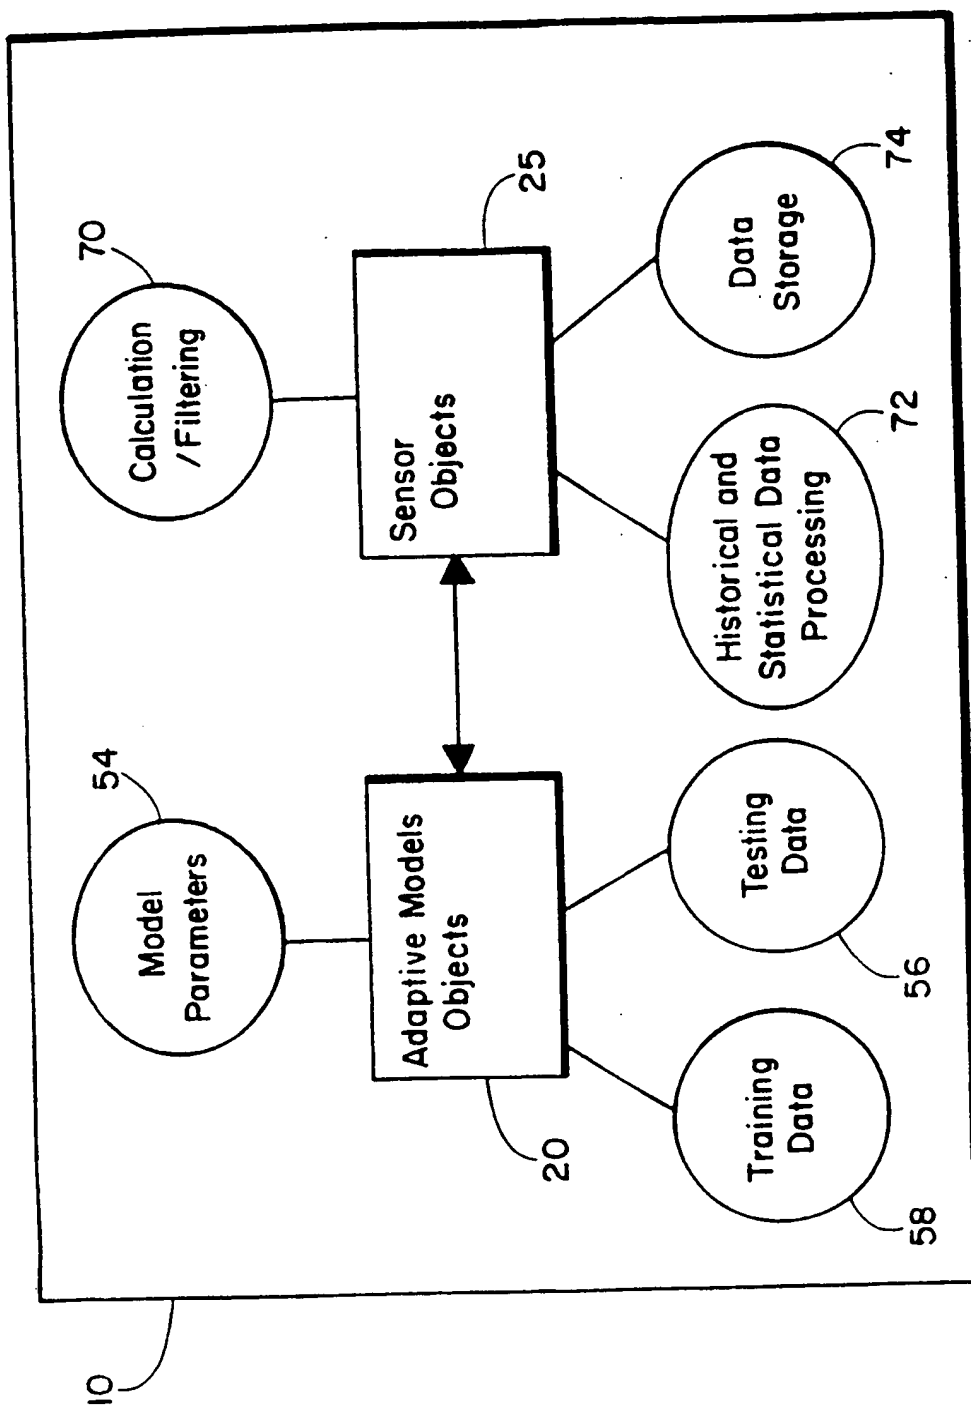 10
54
Model
Parameters
70
Calculation
/Filtering
Adaptive Models
Objects
20
Sensor
Objects
25
Training
Data
58
Testing
Data
56
Historical and
Statistical Data
Processing
72
Data
Storage
74